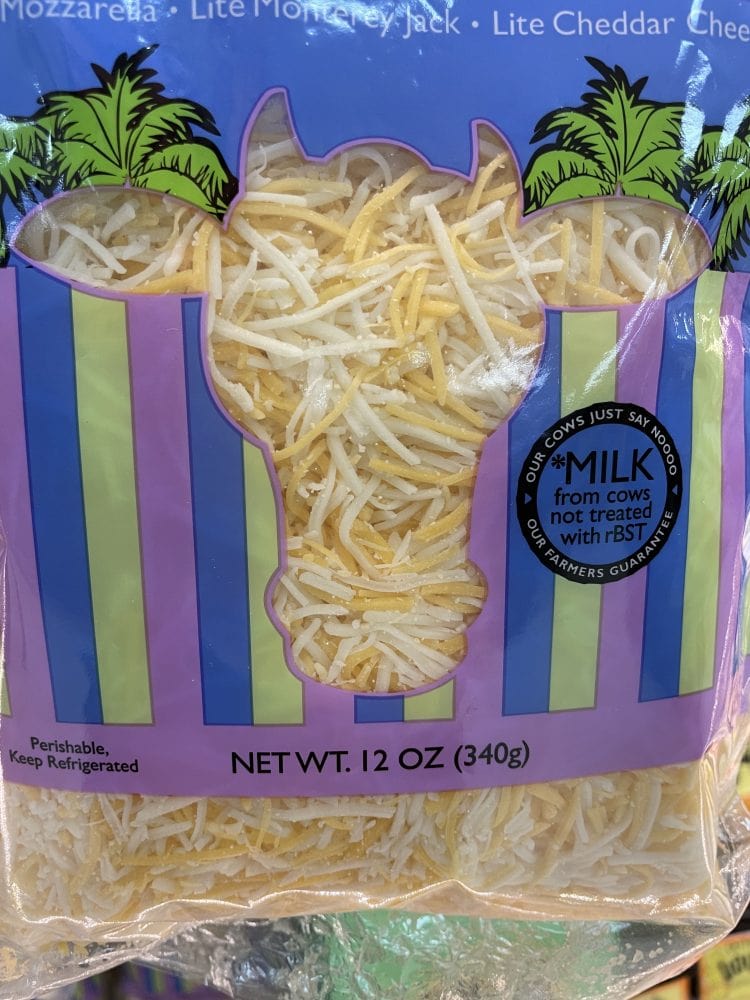 Mozzarella • Lite Monterey Jack • Lite Cheddar Chee
OUR COWS JUST SAY NOOOO
*MILK
from cows
not treated
with rBST
OUR FARMERS GUARANTEE
Perishable,
Keep Refrigerated
NET WT. 12 OZ (340g)